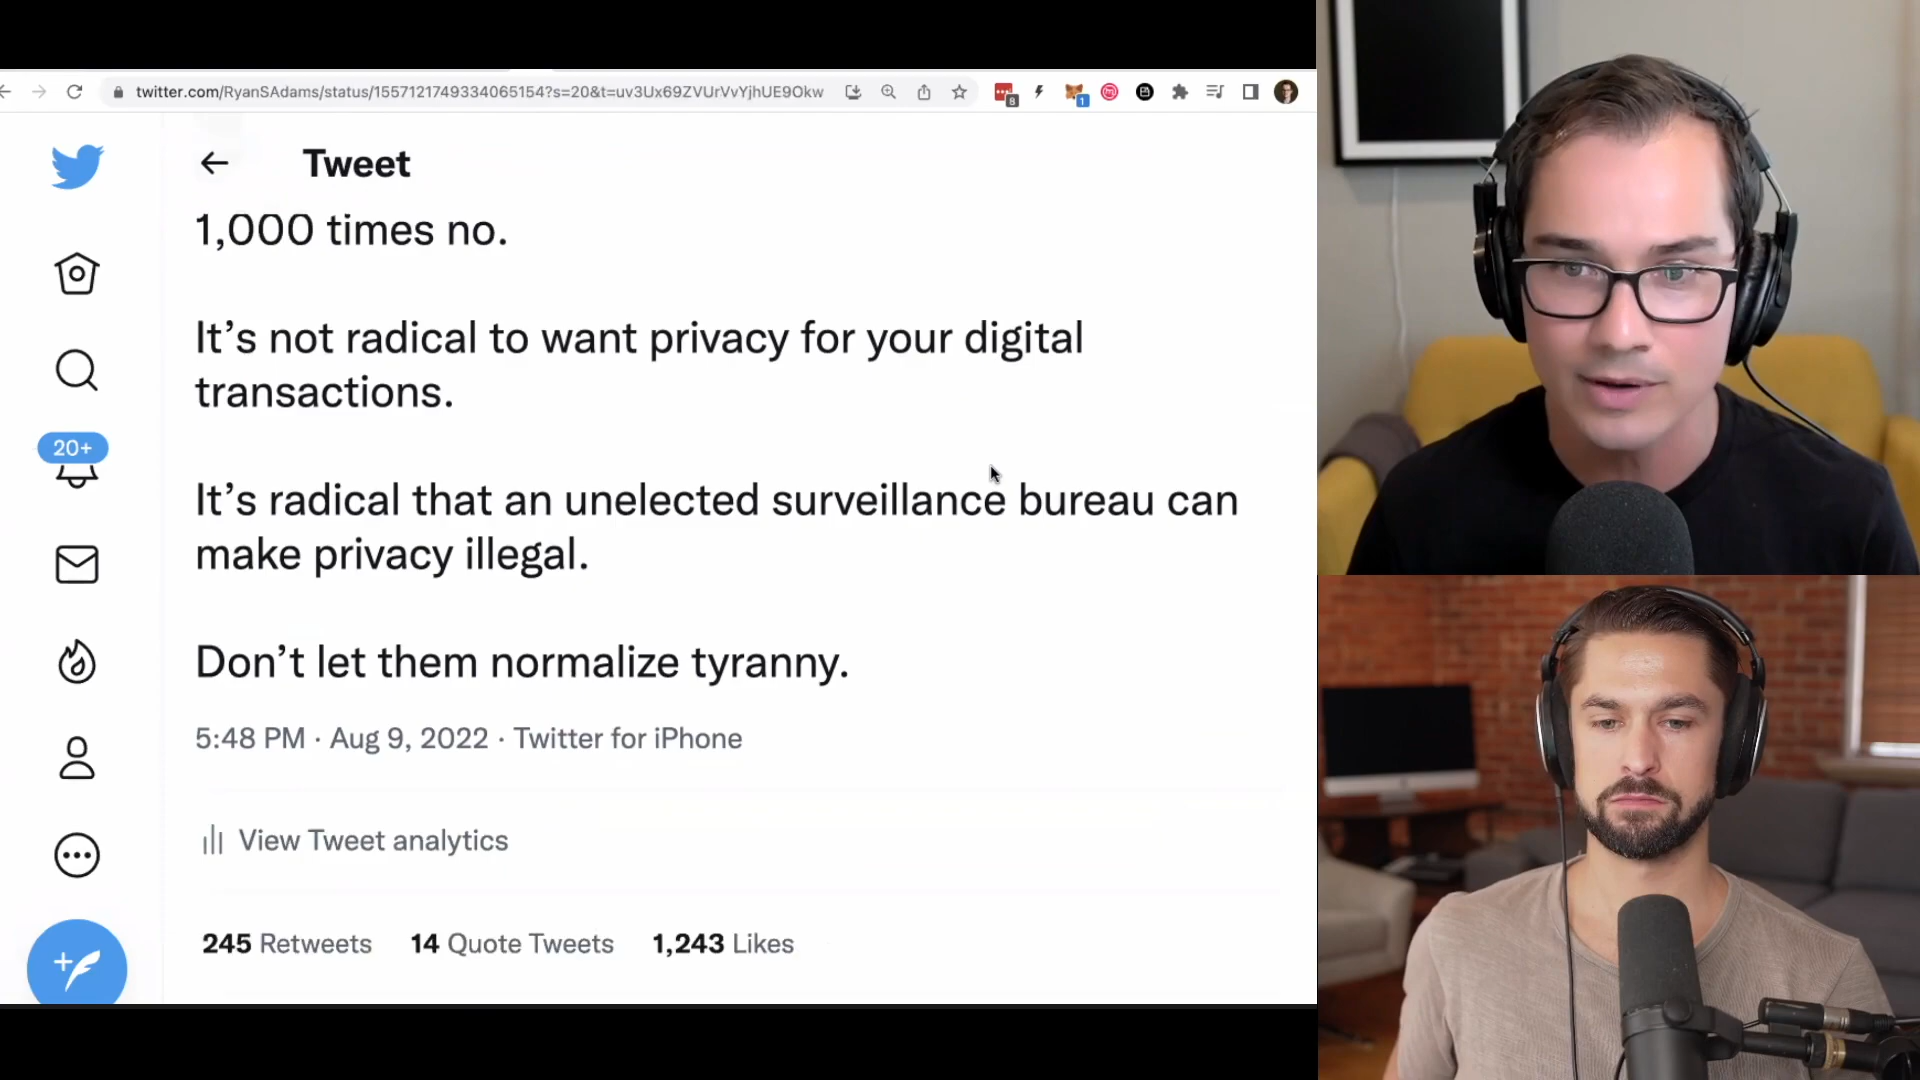 twitter.com/RyanSAdams/status/1557121749334065154?s=20&t=uv3Ux69ZVUrVvYjhUE9Okw
8
1
Tweet
1,000 times no.
It’s not radical to want privacy for your digital
transactions.
20+
It’s radical that an unelected surveillance bureau can
make privacy illegal.
Don’t let them normalize tyranny.
5:48 PM · Aug 9, 2022 · Twitter for iPhone
View Tweet analytics
245 Retweets 14 Quote Tweets 1,243 Likes